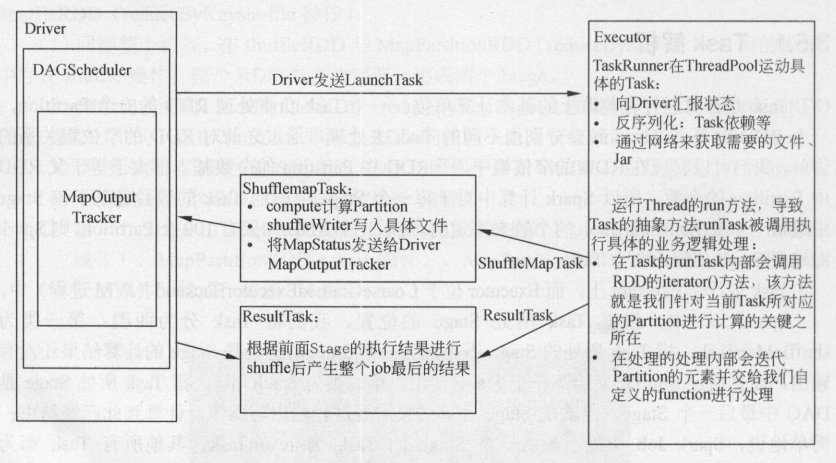 Driver
DAGScheduler
MapOutput
Tracker
Driver发送LaunchTask
Executor
TaskRunner在ThreadPool运动具
体的Task：
• 向Driver汇报状态
• 反序列化：Task依赖等
• 通过网络来获取需要的文件、
Jar
运行Thread的run方法，导致
Task的抽象方法runTask被调用执
行具体的业务逻辑处理：
• 在Task的runTask内部会调用
RDD的iterator()方法，该方法
就是我们针对当前Task所对应
的Partition进行计算的关键之
所在
• 在处理的处理内部会迭代
Partition的元素并交给我们自
定义的function进行处理
ShufflemapTask：
• compute计算Partition
• shuffleWriter写入具体文件
• 将MapStatus发送给Driver
MapOutputTracker
ShuffleMapTask
ResultTask：
根据前面Stage的执行结果进行
shuffle后产生整个job最后的结果
ResultTask